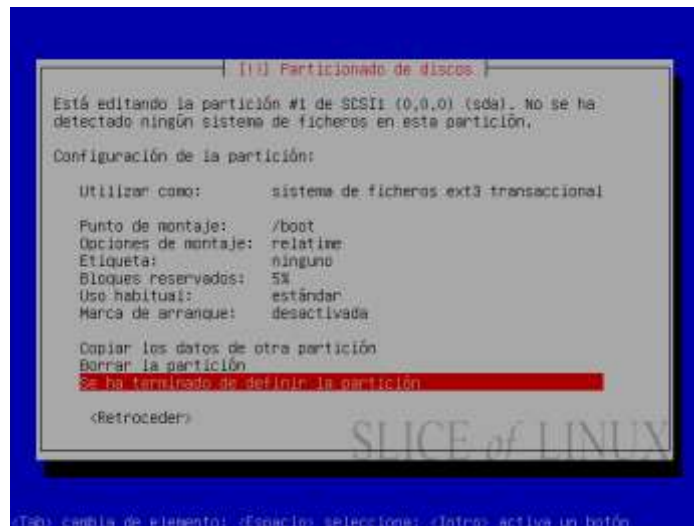 [!!] Particionado de discos
Está editando la partición #1 de SCSI1 (0,0,0) (sda). No se ha
detectado ningún sistema de ficheros en esta partición.
Configuración de la partición:
Utilizar como: sistema de ficheros ext3 transaccional
Punto de montaje: /boot
Opciones de montaje: relatime
Etiqueta: ninguno
Bloques reservados: 5%
Uso habitual: estándar
Marca de arranque: desactivada
Copiar los datos de otra partición
Borrar la partición
Se ha terminado de definir la partición
<Retroceder>
SLICE of LINUX
<Tab> cambia de elemento; <Espacio> selecciona; <Intro> activa un botón